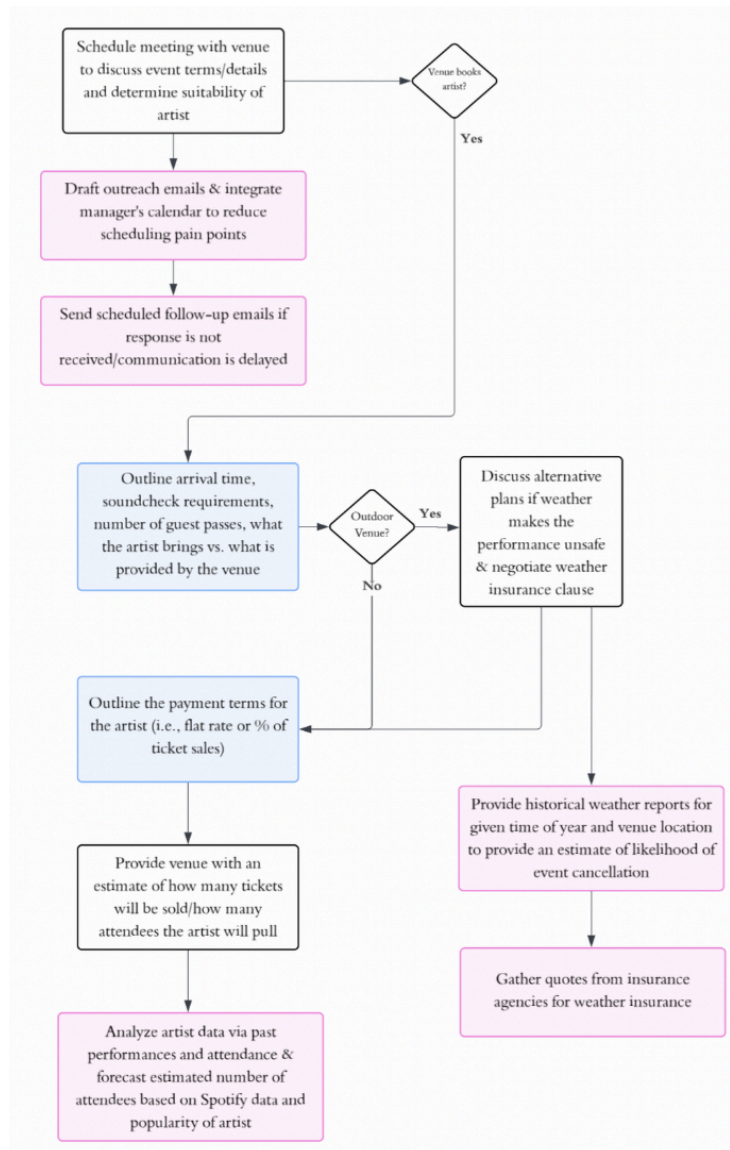 Schedule meeting with venue
to discuss event terms/details
and determine suitability of
artist
Venue books
artist?
Yes
Draft outreach emails & integrate
manager's calendar to reduce
scheduling pain points
Send scheduled follow-up emails if
response is not
received/communication is delayed
Outline arrival time,
soundcheck requirements,
number of guest passes, what
the artist brings vs. what is
provided by the venue
Outdoor
Venue?
Yes
No
Discuss alternative
plans if weather
makes the
performance unsafe
& negotiate weather
insurance clause
Outline the payment terms for
the artist (i.e., flat rate or % of
ticket sales)
Provide historical weather reports for
given time of year and venue location
to provide an estimate of likelihood of
event cancellation
Provide venue with an
estimate of how many tickets
will be sold/how many
attendees the artist will pull
Gather quotes from insurance
agencies for weather insurance
Analyze artist data via past
performances and attendance &
forecast estimated number of
attendees based on Spotify data and
popularity of artist